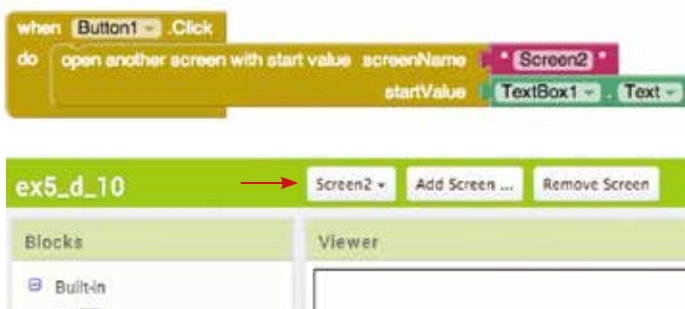 when Button1 .Click
do open another screen with start value screenName " Screen2 "
startValue TextBox1 . Text
ex5_d_10 Screen2 Add Screen ... Remove Screen
Blocks Viewer
Built-in